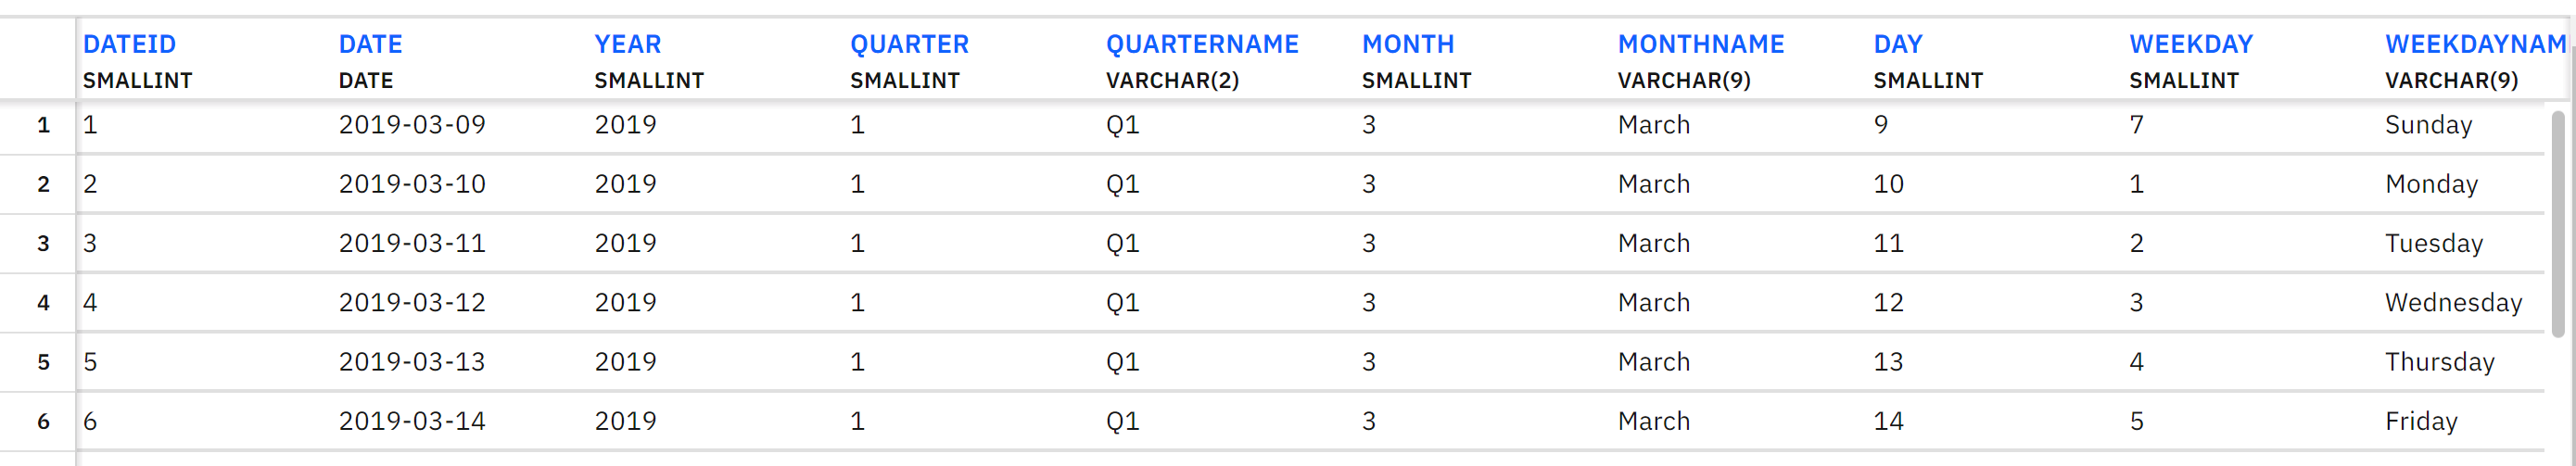 DATEID DATE YEAR QUARTER QUARTERNAME MONTH MONTHNAME DAY WEEKDAY WEEKDAYNAM
SMALLINT DATE SMALLINT SMALLINT VARCHAR(2) SMALLINT VARCHAR(9) SMALLINT SMALLINT VARCHAR(9)
1 1 2019-03-09 2019 1 Q1 3 March 9 7 Sunday
2 2 2019-03-10 2019 1 Q1 3 March 10 1 Monday
3 3 2019-03-11 2019 1 Q1 3 March 11 2 Tuesday
4 4 2019-03-12 2019 1 Q1 3 March 12 3 Wednesday
5 5 2019-03-13 2019 1 Q1 3 March 13 4 Thursday
6 6 2019-03-14 2019 1 Q1 3 March 14 5 Friday